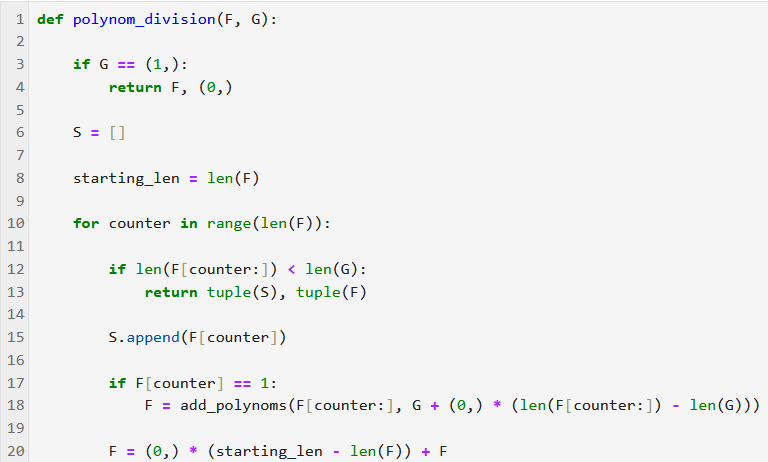 1 def polynom_division(F, G):
2
3     if G == (1,):
4         return F, (0,)
5
6     S = []
7
8     starting_len = len(F)
9
10     for counter in range(len(F)):
11
12         if len(F[counter:]) < len(G):
13             return tuple(S), tuple(F)
14
15         S.append(F[counter])
16
17         if F[counter] == 1:
18             F = add_polynoms(F[counter:], G + (0,) * (len(F[counter:]) - len(G)))
19
20         F = (0,) * (starting_len - len(F)) + F